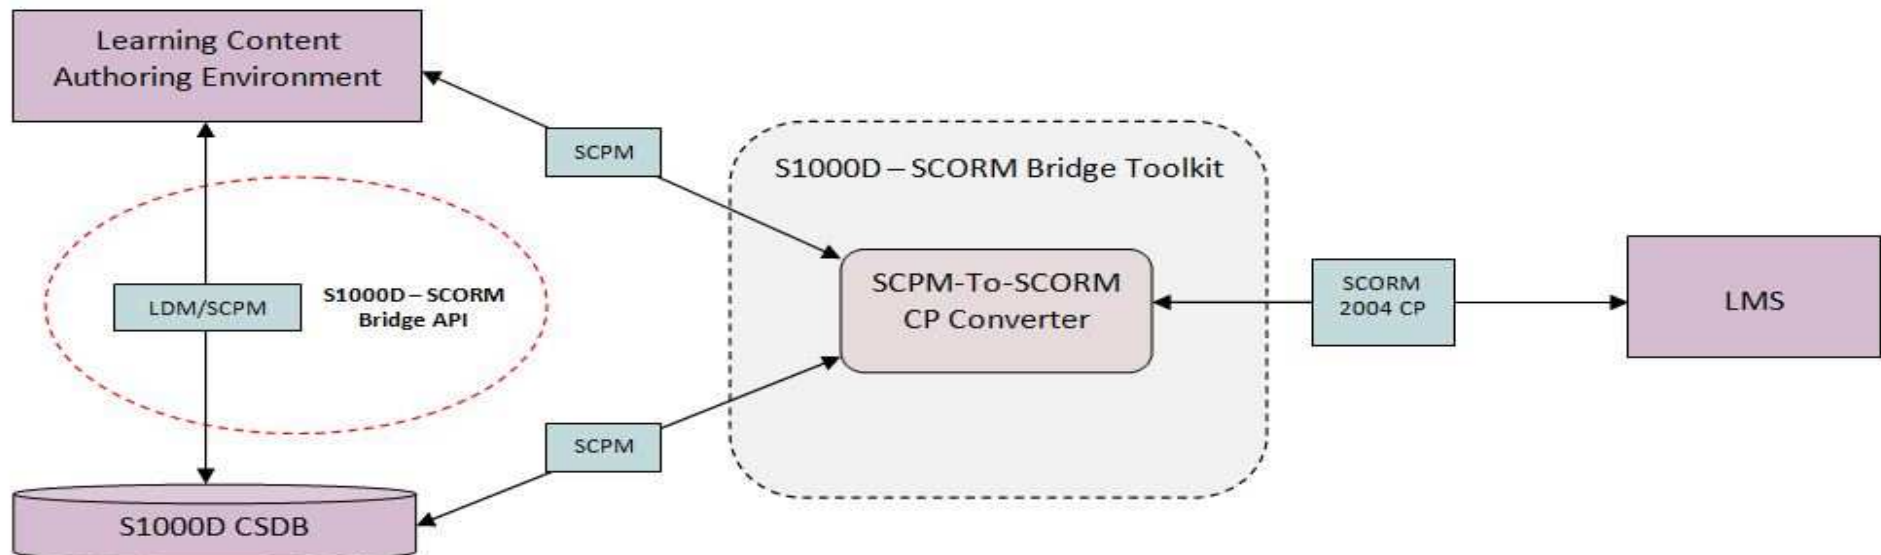 Learning Content
Authoring Environment
SCPM
S1000D – SCORM Bridge Toolkit
LDM/SCPM
S1000D – SCORM
Bridge API
SCPM-To-SCORM
CP Converter
SCORM
2004 CP
LMS
SCPM
S1000D CSDB